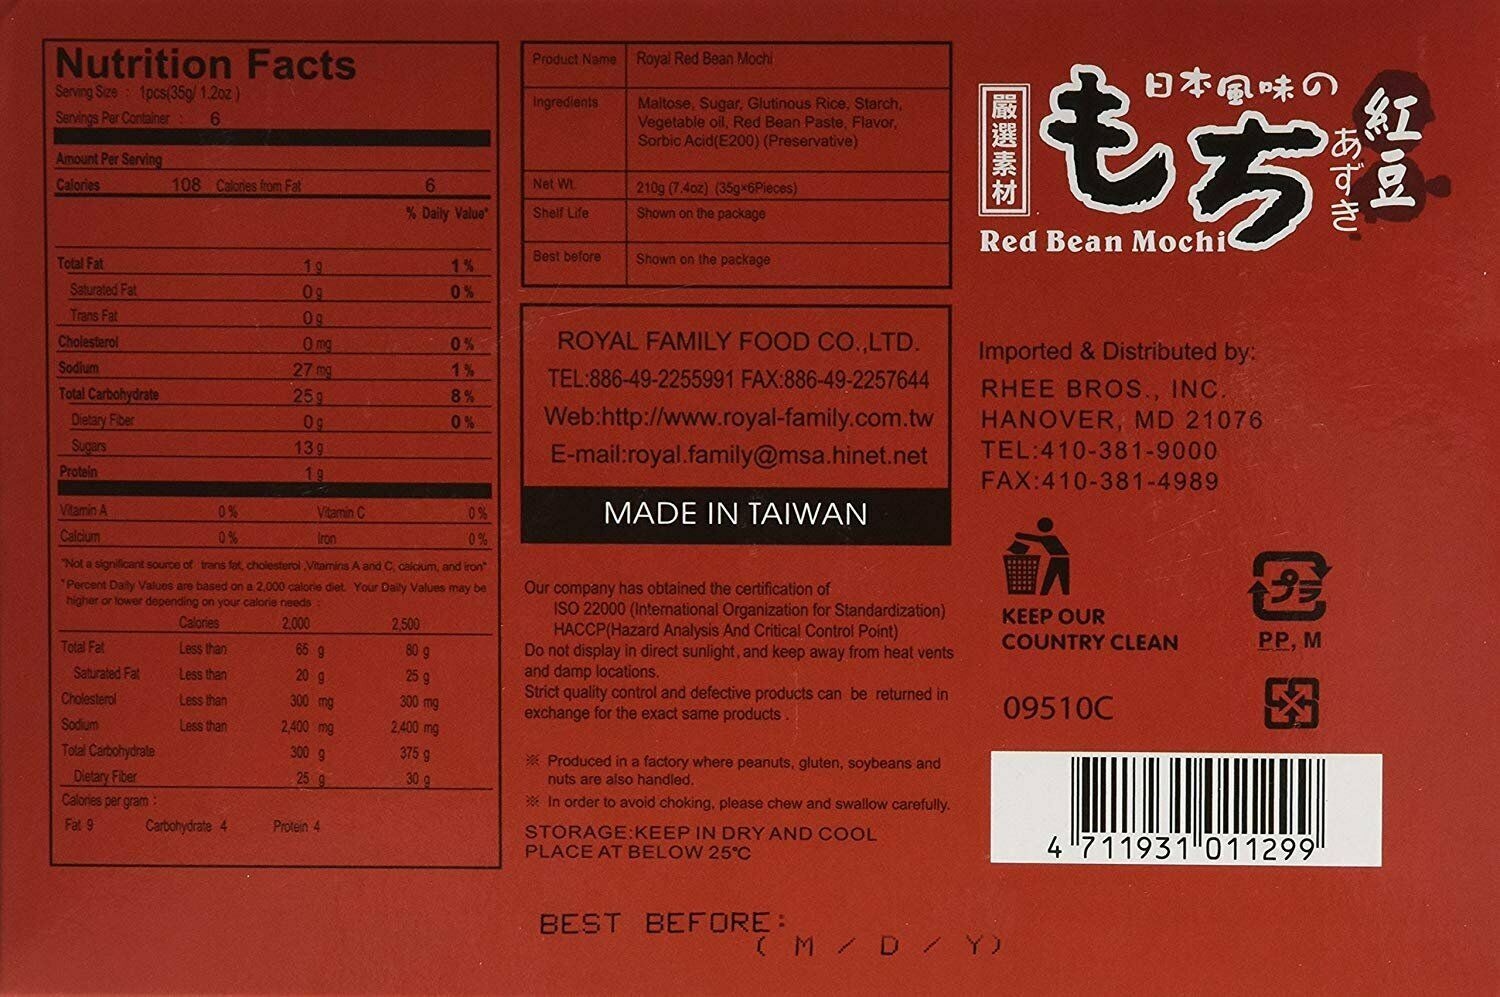 Nutrition Facts
Serving Size : 1pcs(35g/ 1.2oz )
Servings Per Container : 6
Amount Per Serving
Calories 108 Calories from Fat 6
% Daily Value*
Total Fat 1 g 1 %
Saturated Fat 0 g 0 %
Trans Fat 0 g
Cholesterol 0 mg 0 %
Sodium 27 mg 1 %
Total Carbohydrate 25 g 8 %
Dietary Fiber 0 g 0 %
Sugars 13 g
Protein 1 g
Vitamin A 0 % Vitamin C 0 %
Calcium 0 % Iron 0 %
"Not a significant source of trans fat, cholesterol ,Vitamins A and C, calcium, and iron"
*Percent Daily Values are based on a 2,000 calorie diet. Your Daily Values may be
higher or lower depending on your calorie needs :
Calories 2,000 2,500
Total Fat Less than 65 g 80 g
Saturated Fat Less than 20 g 25 g
Cholesterol Less than 300 mg 300 mg
Sodium Less than 2,400 mg 2,400 mg
Total Carbohydrate 300 g 375 g
Dietary Fiber 25 g 30 g
Calories per gram :
Fat 9 Carbohydrate 4 Protein 4
Product Name Royal Red Bean Mochi
Ingredients Maltose, Sugar, Glutinous Rice, Starch,
Vegetable oil, Red Bean Paste, Flavor,
Sorbic Acid(E200) (Preservative)
Net Wt. 210g (7.4oz) (35g×6Pieces)
Shelf Life Shown on the package
Best before Shown on the package
ROYAL FAMILY FOOD CO.,LTD.
TEL:886-49-2255991 FAX:886-49-2257644
Web:http://www.royal-family.com.tw
E-mail:royal.family@msa.hinet.net
MADE IN TAIWAN
Our company has obtained the certification of
ISO 22000 (International Organization for Standardization)
HACCP(Hazard Analysis And Critical Control Point)
Do not display in direct sunlight, and keep away from heat vents
and damp locations.
Strict quality control and defective products can be returned in
exchange for the exact same products .
※ Produced in a factory where peanuts, gluten, soybeans and
nuts are also handled.
※ In order to avoid choking, please chew and swallow carefully.
STORAGE:KEEP IN DRY AND COOL
PLACE AT BELOW 25℃
BEST BEFORE:
( M / D / Y)
嚴選素材
日本風味の
もち
紅豆
あずき
Red Bean Mochi
Imported & Distributed by:
RHEE BROS., INC.
HANOVER, MD 21076
TEL:410-381-9000
FAX:410-381-4989
KEEP OUR
COUNTRY CLEAN
プラ
PP, M
09510C
4 711931 011299